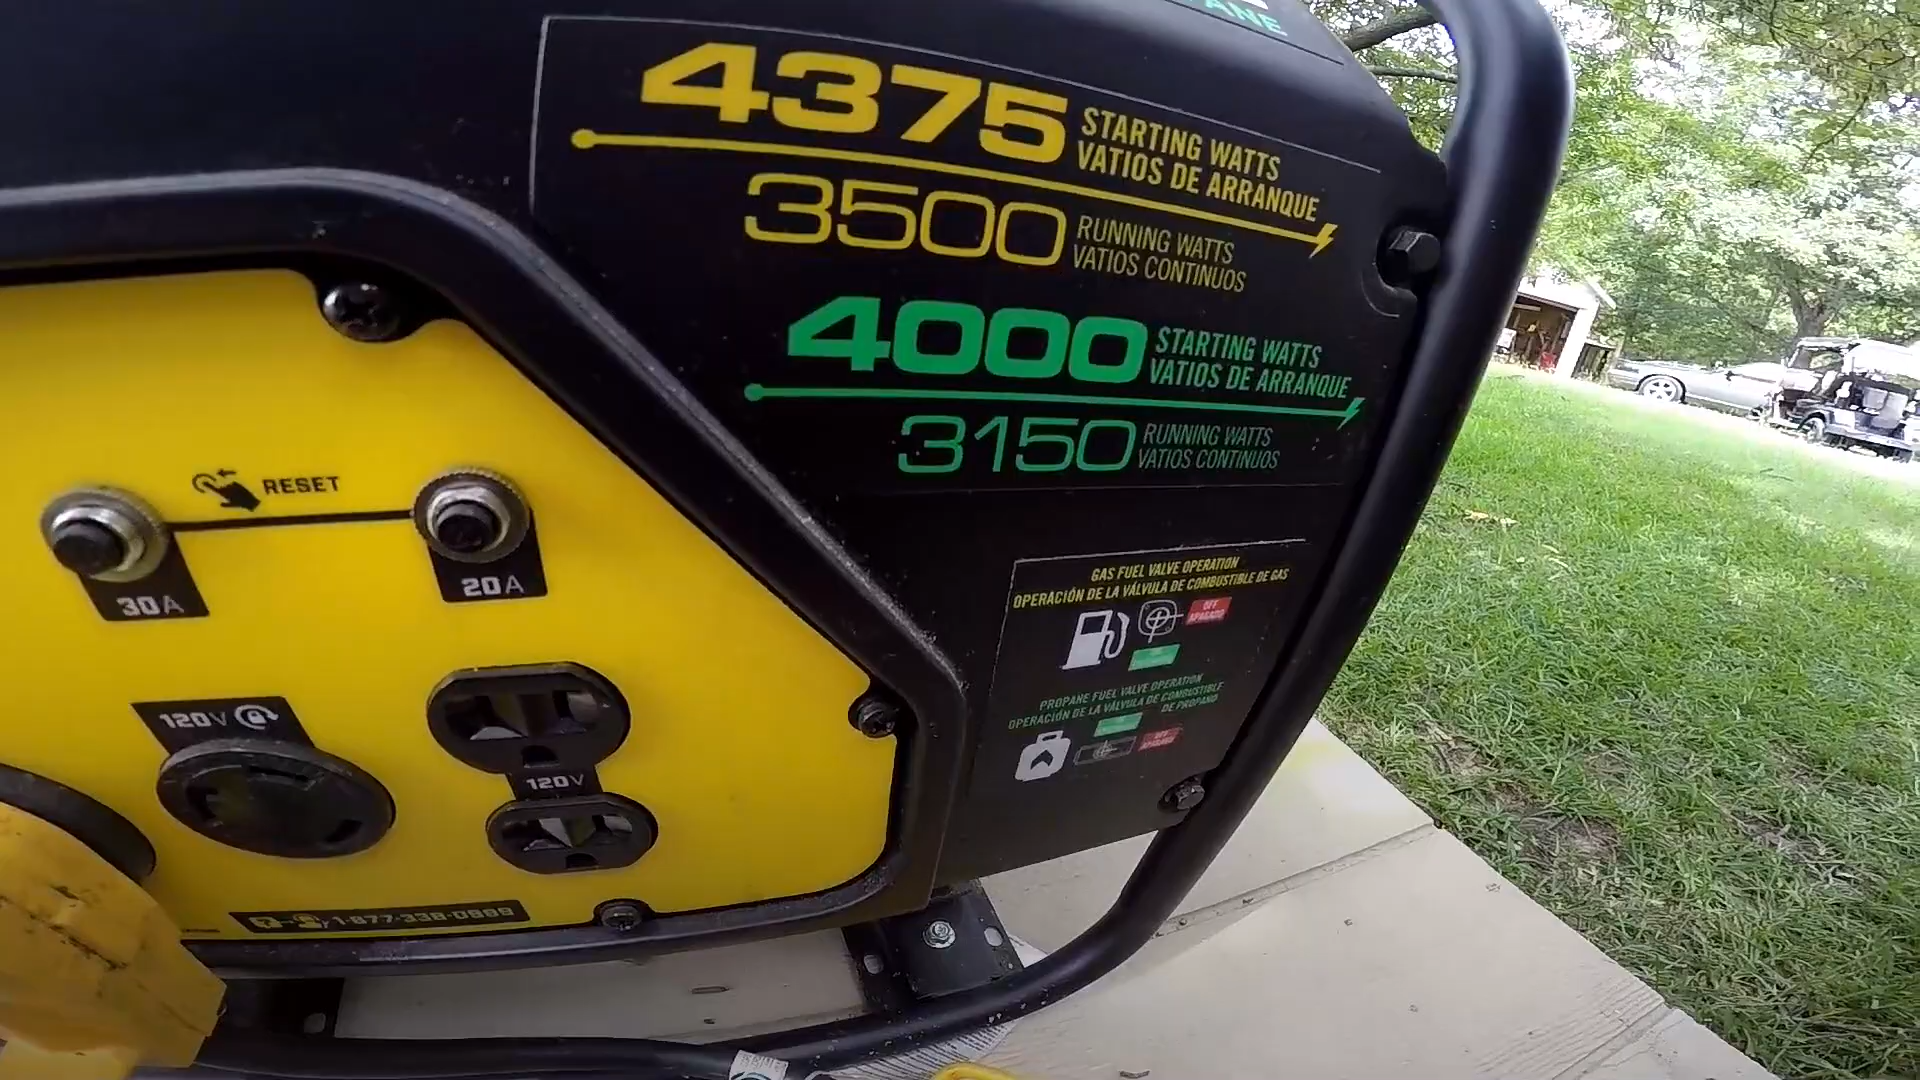 4375 STARTING WATTS
VATIOS DE ARRANQUE
3500 RUNNING WATTS
VATIOS CONTINUOS
4000 STARTING WATTS
VATIOS DE ARRANQUE
3150 RUNNING WATTS
VATIOS CONTINUOS
RESET
30A
20A
GAS FUEL VALVE OPERATION
OPERACIÓN DE LA VÁLVULA DE COMBUSTIBLE DE GAS
OFF
APAGADO
PROPANE FUEL VALVE OPERATION
OPERACIÓN DE LA VÁLVULA DE COMBUSTIBLE
DE PROPANO
OFF
APAGADO
120V
120V
1-877-338-0999